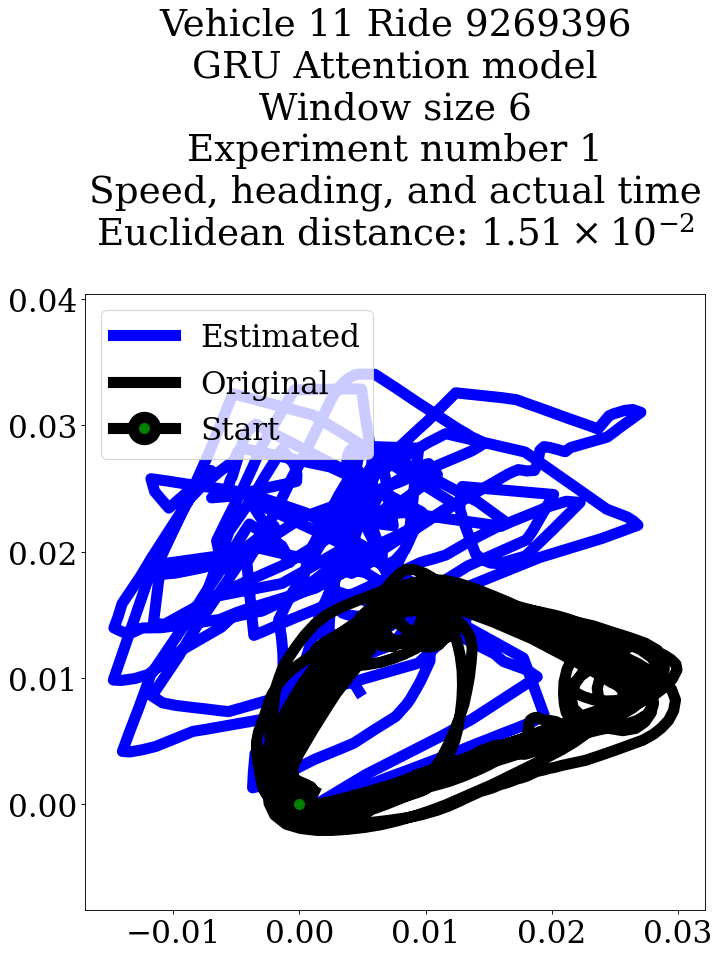 Vehicle 11 Ride 9269396
GRU Attention model
Window size 6
Experiment number 1
Speed, heading, and actual time
Euclidean distance: 1.51 × 10⁻²
0.04
Estimated
Original
Start
0.03
0.02
0.01
0.00
−0.01 0.00 0.01 0.02 0.03